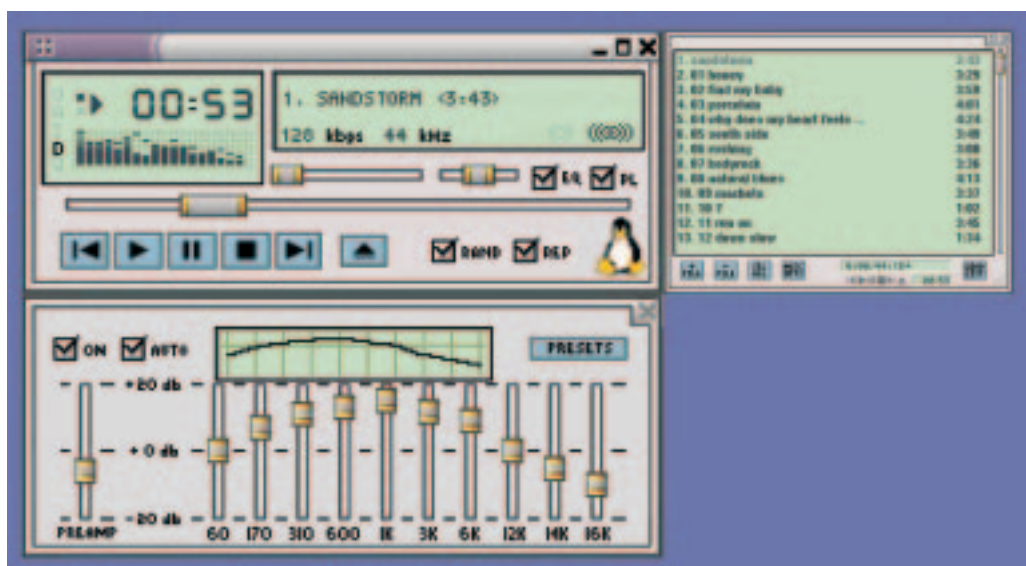 D
00:53
1. SANDSTORM <3:43>
128 kbps 44 kHz
EQ PL
RAND REP
1. sandstorm 3:43
2. 01 honey 3:29
3. 02 find my baby 3:59
4. 03 porcelain 4:01
5. 04 why does my heart feels ... 4:24
6. 05 south side 3:48
7. 06 rushing 3:00
8. 07 bodyrock 3:36
9. 08 natural blues 4:13
10. 09 machete 3:37
11. 10 7 1:02
12. 11 run on 3:45
13. 12 down slow 1:34
ON AUTO
PRESETS
+20 db
+ 0 db
-20 db
PREAMP 60 170 310 600 1K 3K 6K 12K 14K 16K